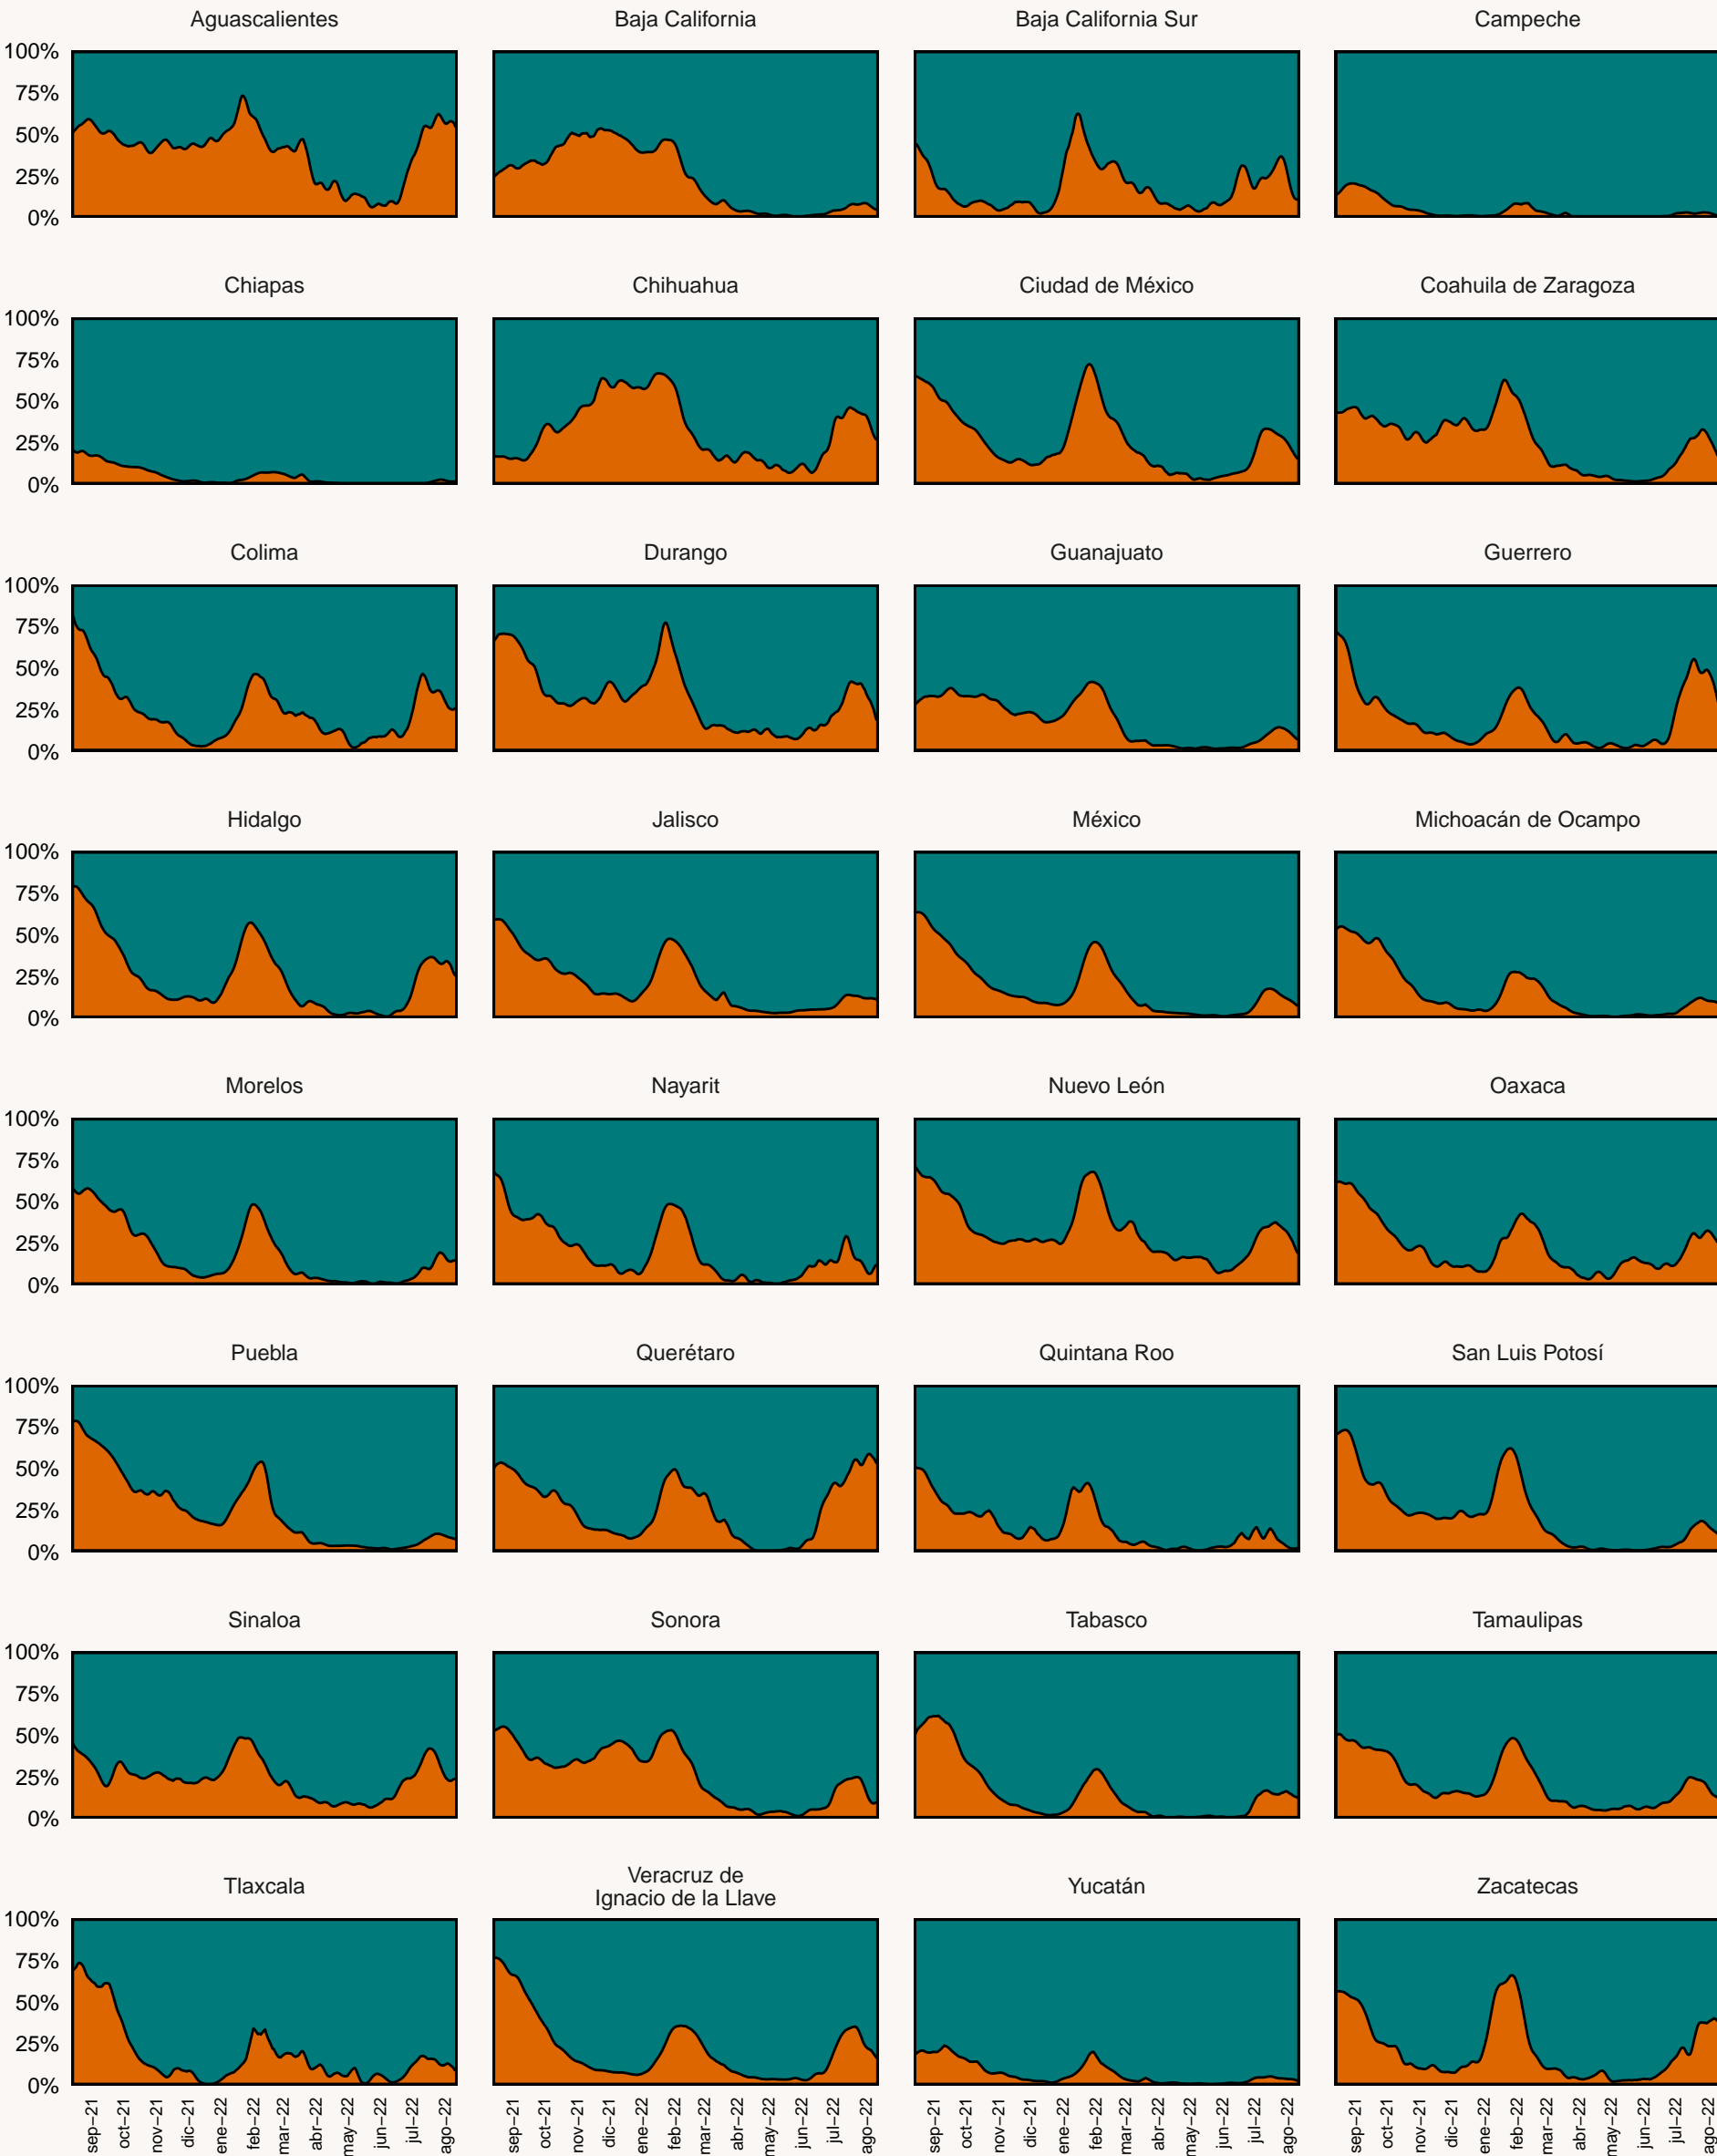 Aguascalientes
Baja California
Baja California Sur
Campeche
100%
75%
50%
25%
0%
Chiapas
Chihuahua
Ciudad de México
Coahuila de Zaragoza
100%
75%
50%
25%
0%
Colima
Durango
Guanajuato
Guerrero
100%
75%
50%
25%
0%
Hidalgo
Jalisco
México
Michoacán de Ocampo
100%
75%
50%
25%
0%
Morelos
Nayarit
Nuevo León
Oaxaca
100%
75%
50%
25%
0%
Puebla
Querétaro
Quintana Roo
San Luis Potosí
100%
75%
50%
25%
0%
Sinaloa
Sonora
Tabasco
Tamaulipas
100%
75%
50%
25%
0%
Tlaxcala
Veracruz de
Ignacio de la Llave
Yucatán
Zacatecas
100%
75%
50%
25%
0%
sep−21
oct−21
nov−21
dic−21
ene−22
feb−22
mar−22
abr−22
may−22
jun−22
jul−22
ago−22
sep−21
oct−21
nov−21
dic−21
ene−22
feb−22
mar−22
abr−22
may−22
jun−22
jul−22
ago−22
sep−21
oct−21
nov−21
dic−21
ene−22
feb−22
mar−22
abr−22
may−22
jun−22
jul−22
ago−22
sep−21
oct−21
nov−21
dic−21
ene−22
feb−22
mar−22
abr−22
may−22
jun−22
jul−22
ago−22